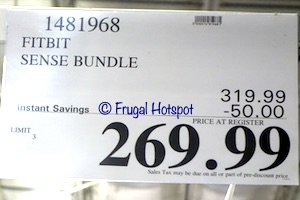 1481968
FITBIT
SENSE BUNDLE
319.99
Instant Savings -50.00
© Frugal Hotspot
PRICE AT REGISTER
LIMIT 3
269.99
Sales Tax may be due on all or part of pre-discount price